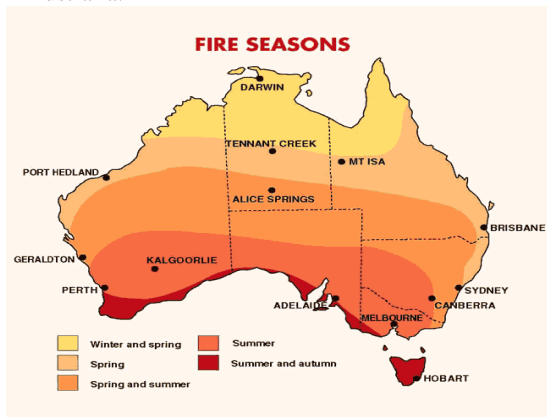 FIRE SEASONS
DARWIN
TENNANT CREEK
MT ISA
PORT HEDLAND
ALICE SPRINGS
BRISBANE
GERALDTON
KALGOORLIE
PERTH
SYDNEY
ADELAIDE
CANBERRA
MELBOURNE
HOBART
Winter and spring
Summer
Spring
Summer and autumn
Spring and summer